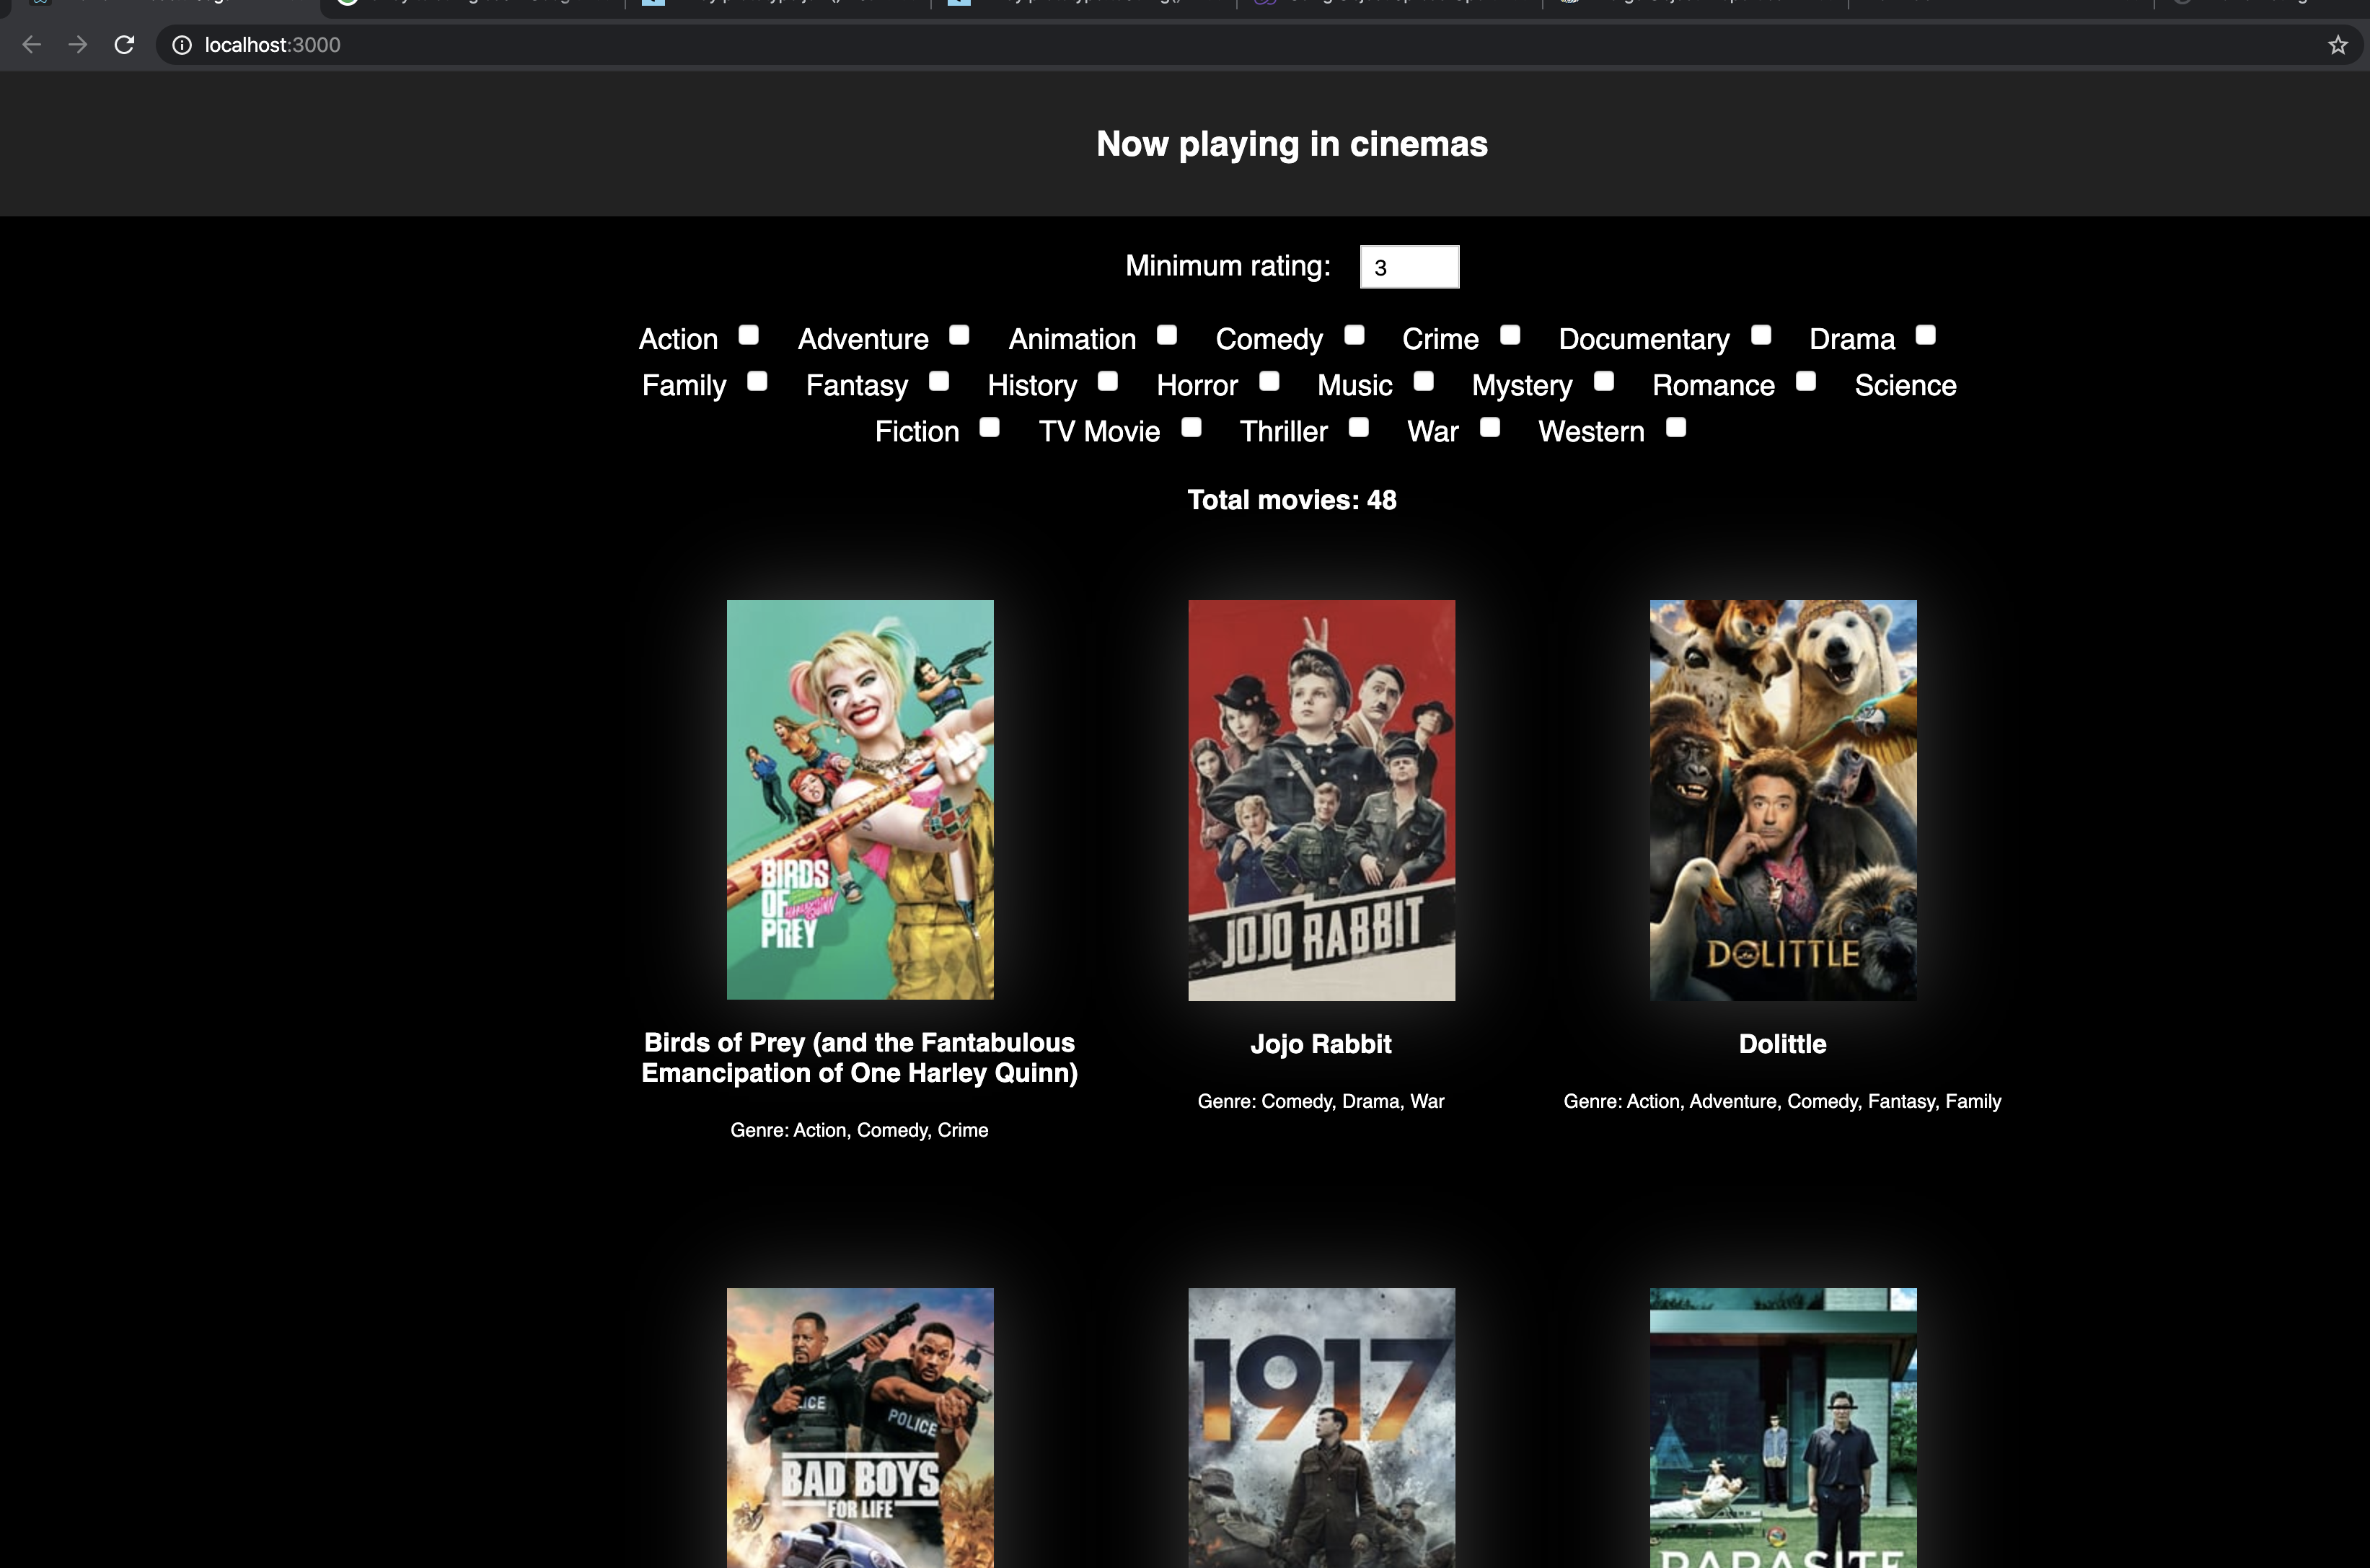 localhost:3000
Now playing in cinemas
Minimum rating: 3
Action Adventure Animation Comedy Crime Documentary Drama
Family Fantasy History Horror Music Mystery Romance Science
Fiction TV Movie Thriller War Western
Total movies: 48
BIRDS
OF
HARLEY QUINN
PREY
JOJO RABBIT
DOLITTLE
Birds of Prey (and the Fantabulous
Emancipation of One Harley Quinn)
Genre: Action, Comedy, Crime
Jojo Rabbit
Genre: Comedy, Drama, War
Dolittle
Genre: Action, Adventure, Comedy, Fantasy, Family
POLICE
BAD BOYS
FOR LIFE
1917
PARASITE